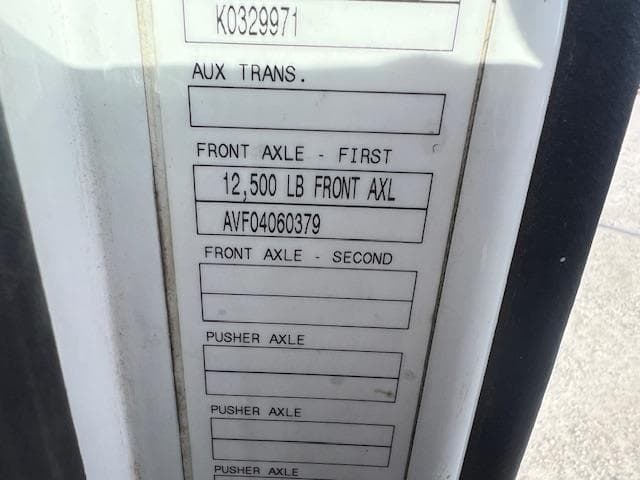 K0329971
AUX TRANS.
FRONT AXLE - FIRST
12,500 LB FRONT AXL
AVF04060379
FRONT AXLE - SECOND
PUSHER AXLE
PUSHER AXLE
PUSHER AXLE